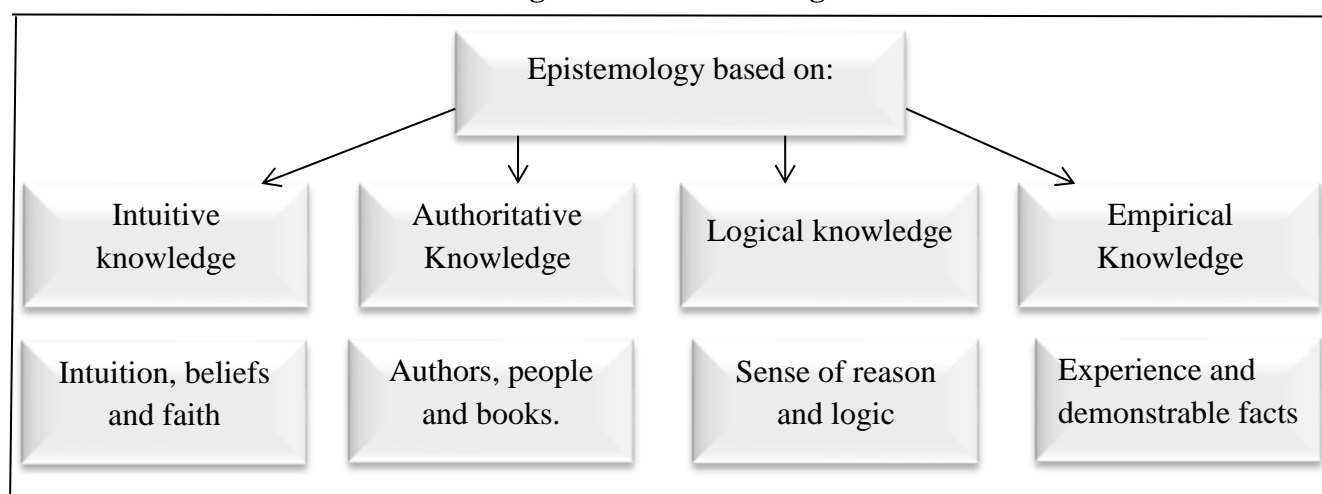 Epistemology based on:
Intuitive
knowledge
Authoritative
Knowledge
Logical knowledge
Empirical
Knowledge
Intuition, beliefs
and faith
Authors, people
and books.
Sense of reason
and logic
Experience and
demonstrable facts